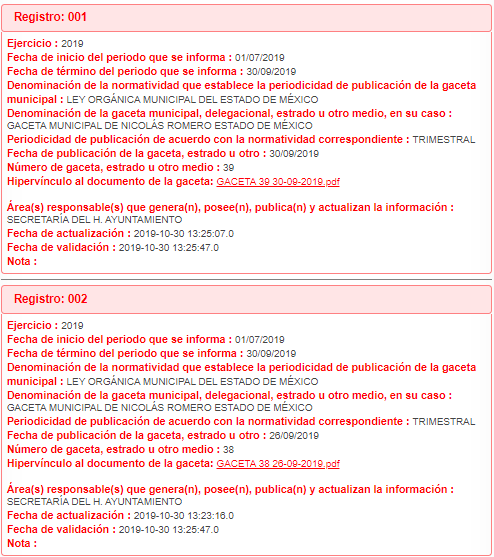 Registro: 001
Ejercicio : 2019
Fecha de inicio del periodo que se informa : 01/07/2019
Fecha de término del periodo que se informa : 30/09/2019
Denominación de la normatividad que establece la periodicidad de publicación de la gaceta
municipal : LEY ORGÁNICA MUNICIPAL DEL ESTADO DE MÉXICO
Denominación de la gaceta municipal, delegacional, estrado u otro medio, en su caso :
GACETA MUNICIPAL DE NICOLÁS ROMERO ESTADO DE MÉXICO
Periodicidad de publicación de acuerdo con la normatividad correspondiente : TRIMESTRAL
Fecha de publicación de la gaceta, estrado u otro : 30/09/2019
Número de gaceta, estrado u otro medio : 39
Hipervínculo al documento de la gaceta: GACETA 39 30-09-2019.pdf
Área(s) responsable(s) que genera(n), posee(n), publica(n) y actualizan la información :
SECRETARÍA DEL H. AYUNTAMIENTO
Fecha de actualización : 2019-10-30 13:25:07.0
Fecha de validación : 2019-10-30 13:25:47.0
Nota :
Registro: 002
Ejercicio : 2019
Fecha de inicio del periodo que se informa : 01/07/2019
Fecha de término del periodo que se informa : 30/09/2019
Denominación de la normatividad que establece la periodicidad de publicación de la gaceta
municipal : LEY ORGÁNICA MUNICIPAL DEL ESTADO DE MÉXICO
Denominación de la gaceta municipal, delegacional, estrado u otro medio, en su caso :
GACETA MUNICIPAL DE NICOLÁS ROMERO ESTADO DE MÉXICO
Periodicidad de publicación de acuerdo con la normatividad correspondiente : TRIMESTRAL
Fecha de publicación de la gaceta, estrado u otro : 26/09/2019
Número de gaceta, estrado u otro medio : 38
Hipervínculo al documento de la gaceta: GACETA 38 26-09-2019.pdf
Área(s) responsable(s) que genera(n), posee(n), publica(n) y actualizan la información :
SECRETARÍA DEL H. AYUNTAMIENTO
Fecha de actualización : 2019-10-30 13:23:16.0
Fecha de validación : 2019-10-30 13:25:47.0
Nota :